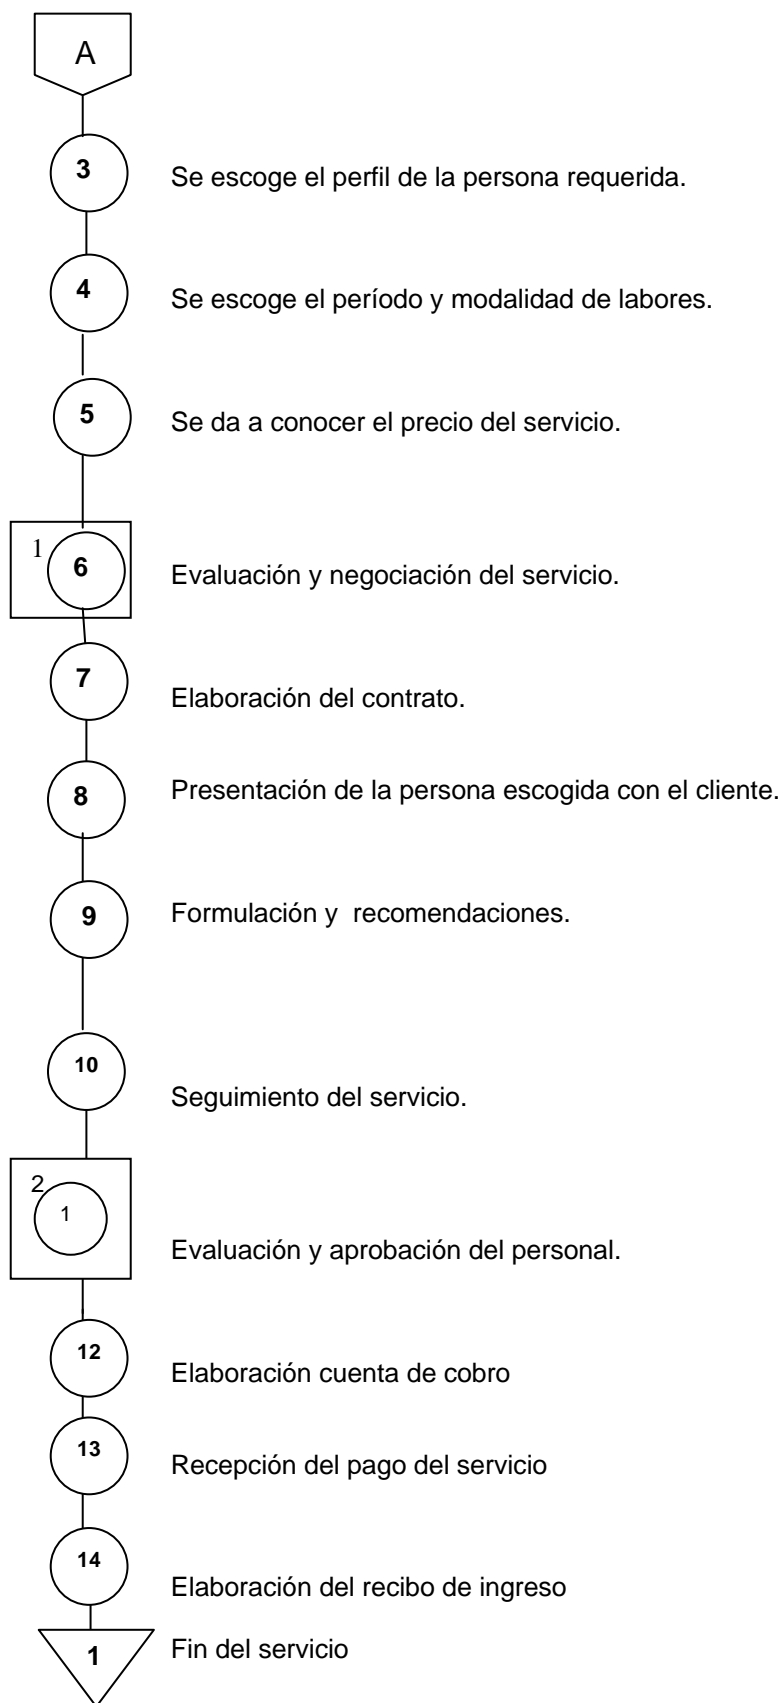 A
3 Se escoge el perfil de la persona requerida.
4 Se escoge el período y modalidad de labores.
5 Se da a conocer el precio del servicio.
1 6 Evaluación y negociación del servicio.
7 Elaboración del contrato.
8 Presentación de la persona escogida con el cliente.
9 Formulación y recomendaciones.
10 Seguimiento del servicio.
2 1 Evaluación y aprobación del personal.
12 Elaboración cuenta de cobro
13 Recepción del pago del servicio
14 Elaboración del recibo de ingreso
1 Fin del servicio